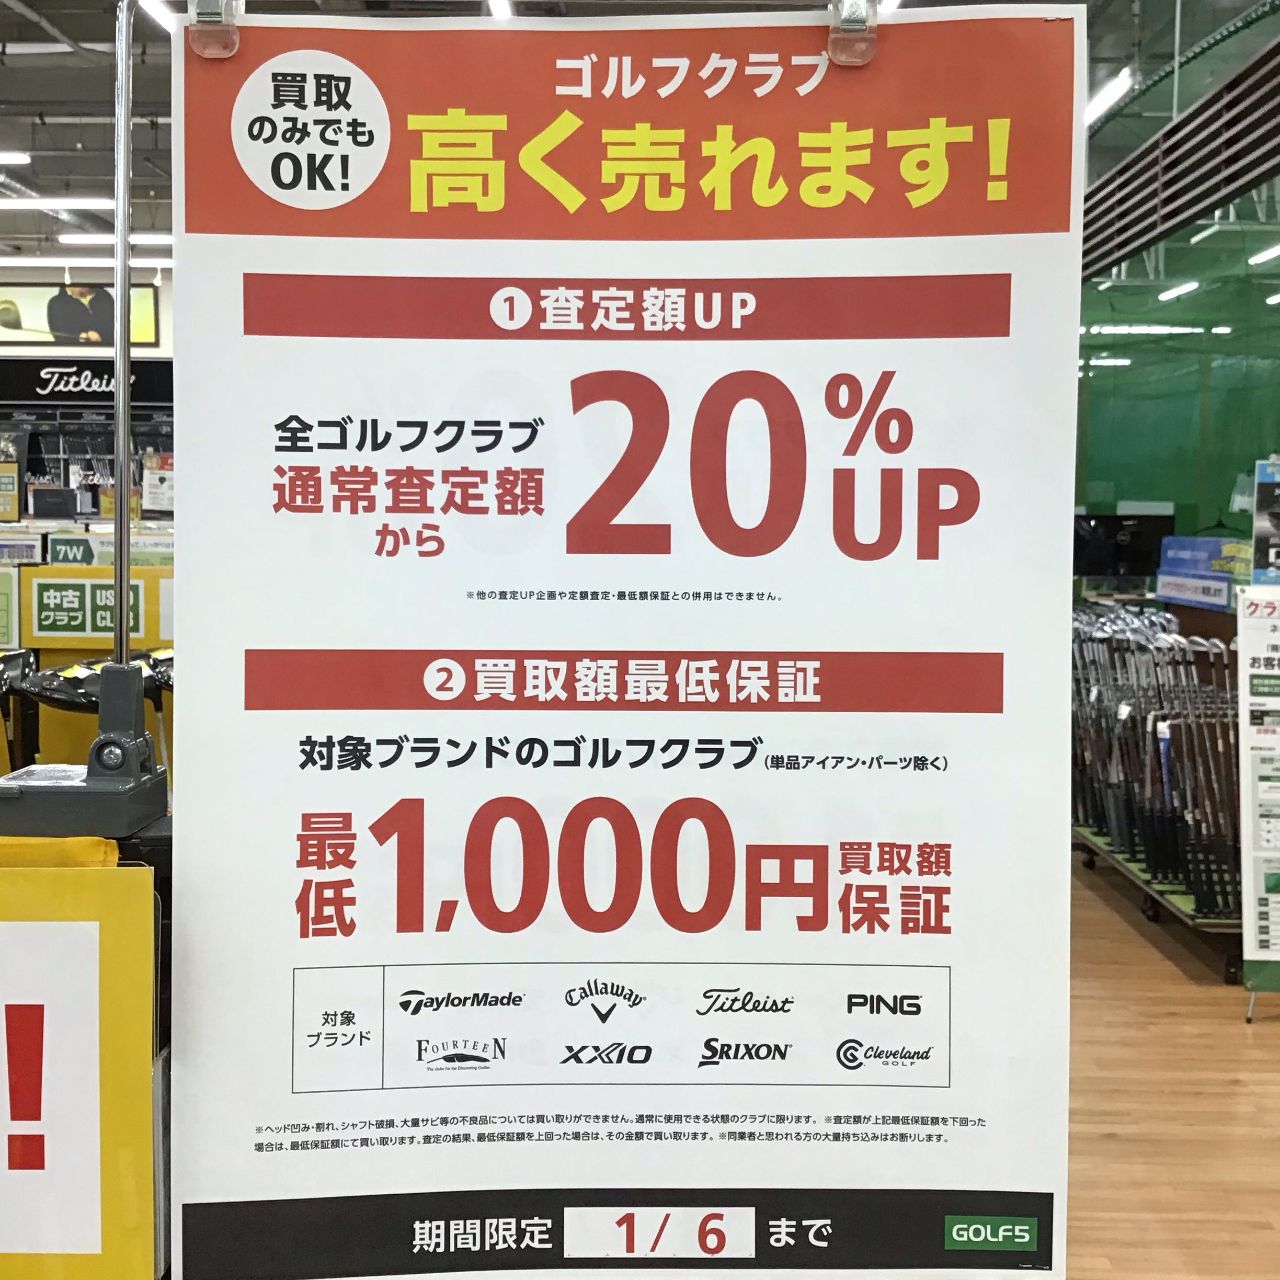 買取
のみでも
OK!
ゴルフクラブ
高く売れます!
❶査定額UP
全ゴルフクラブ
通常査定額
から
20%UP
※他の査定UP企画や定額査定・最低額保証との併用はできません。
❷買取額最低保証
対象ブランドのゴルフクラブ(単品アイアン・パーツ除く)
最低1,000円買取額保証
対象
ブランド
TaylorMade
Callaway
Titleist
PING
FOURTEEN
XXIO
SRIXON
Cleveland
GOLF
※ヘッド凹み・割れ、シャフト破損、大量サビ等の不良品については買い取りができません。通常に使用できる状態のクラブに限ります。 ※査定額が上記最低保証額を下回った
場合は、最低保証額にて買い取ります。査定の結果、最低保証額を上回った場合は、その金額で買い取ります。 ※同業者と思われる方の大量持ち込みはお断りします。
期間限定 1/6 まで
GOLF5
Titleist
7W
中古
クラブ
USED
CLUB
!